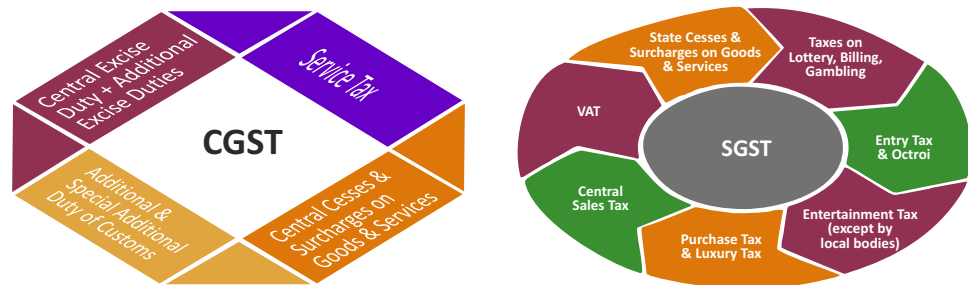 Central Excise
Duty + Additional
Excise Duties
Service Tax
CGST
Additional &
Special Additional
Duty of Customs
Central Cesses &
Surcharges on
Goods & Services
State Cesses &
Surcharges on Goods
& Services
Taxes on
Lottery, Billing,
Gambling
VAT
SGST
Entry Tax
& Octroi
Central
Sales Tax
Entertainment Tax
(except by
local bodies)
Purchase Tax
& Luxury Tax